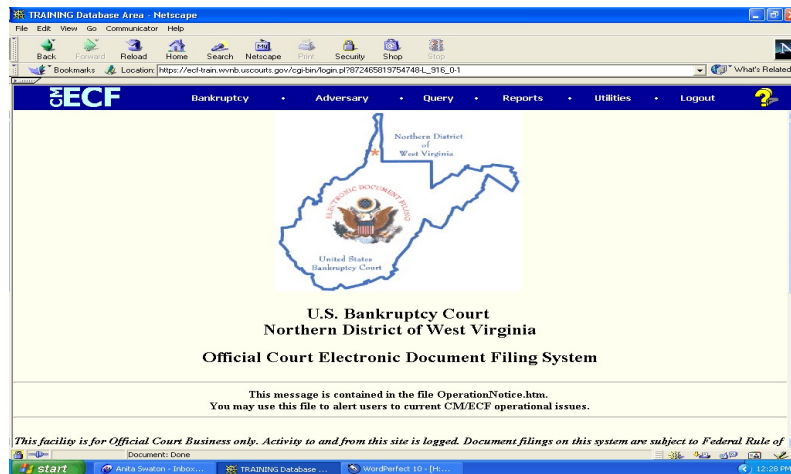 TRAINING Database Area - Netscape
File Edit View Go Communicator Help
Back Forward Reload Home Search Netscape Print Security Shop Stop
Bookmarks Location: https://ecf-train.wvnb.uscourts.gov/cgi-bin/login.pl?872465819754748-L_916_0-1 What's Related
CM ECF Bankruptcy • Adversary • Query • Reports • Utilities • Logout ?
Northern District
of
West Virginia
ELECTRONIC DOCUMENT FILING
United States
Bankruptcy Court
U.S. Bankruptcy Court
Northern District of West Virginia
Official Court Electronic Document Filing System
This message is contained in the file OperationNotice.htm.
You may use this file to alert users to current CM/ECF operational issues.
This facility is for Official Court Business only. Activity to and from this site is logged. Document filings on this system are subject to Federal Rule of
Document: Done
start Anita Swaton - Inbox... TRAINING Database ... WordPerfect 10 - [H:... 12:28 PM